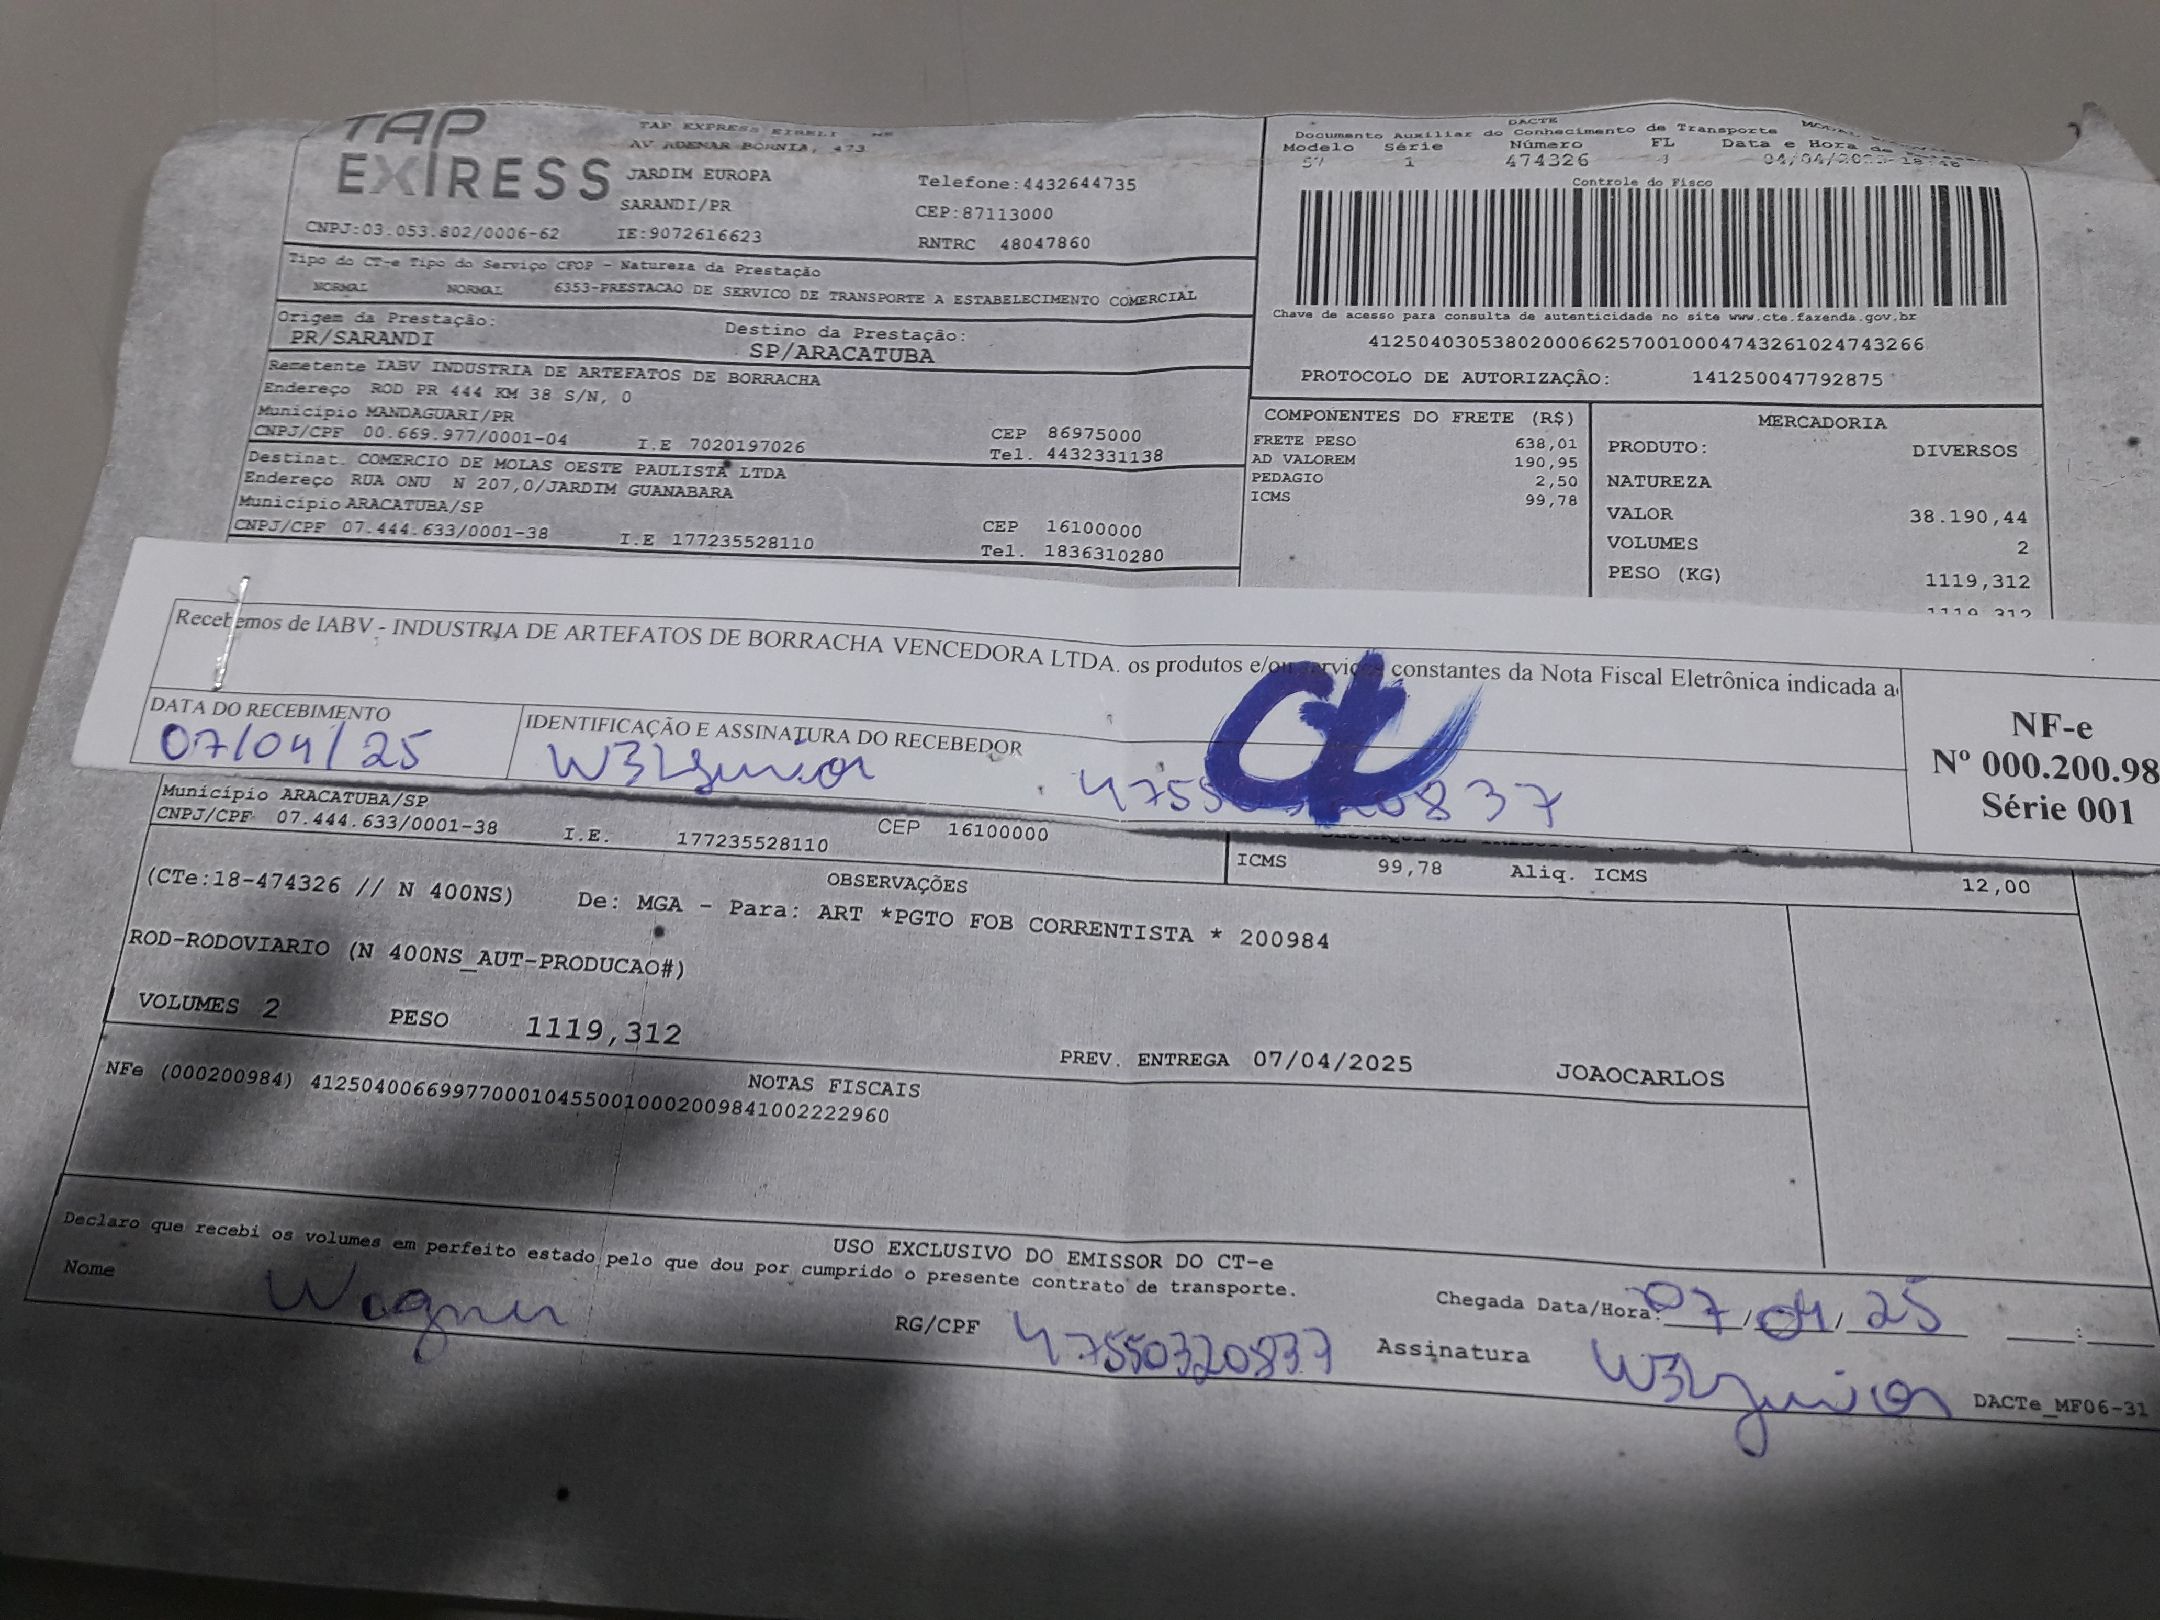 TAP
EXPRESS
TAP EXPRESS EIRELI - ME
AV ADEMAR BORNIA, 473
JARDIM EUROPA
Telefone:4432644735
SARANDI/PR
CEP:87113000
CNPJ:03.053.802/0006-62 IE:9072616623
RNTRC 48047860
DACTE
Documento Auxiliar do Conhecimento de Transporte
Modelo Série Número FL Data e Hora de
57 1 474326
Controle do Fisco
Chave de acesso para consulta de autenticidade no site www.cte.fazenda.gov.br
41250403053802000662570010004743261024743266
PROTOCOLO DE AUTORIZAÇÃO: 141250047792875
Tipo do CT-e Tipo do Serviço CFOP - Natureza da Prestação
NORMAL NORMAL 6353-PRESTACAO DE SERVICO DE TRANSPORTE A ESTABELECIMENTO COMERCIAL
Origem da Prestação: Destino da Prestação:
PR/SARANDI SP/ARACATUBA
Remetente IABV INDUSTRIA DE ARTEFATOS DE BORRACHA
Endereço ROD PR 444 KM 38 S/N, 0
Município MANDAGUARI/PR CEP 86975000
CNPJ/CPF 00.669.977/0001-04 I.E 7020197026 Tel. 4432331138
Destinat. COMERCIO DE MOLAS OESTE PAULISTA LTDA
Endereço RUA ONU N 207,0/JARDIM GUANABARA
Município ARACATUBA/SP CEP 16100000
CNPJ/CPF 07.444.633/0001-38 I.E 177235528110 Tel. 1836310280
COMPONENTES DO FRETE (R$)
FRETE PESO 638,01
AD VALOREM 190,95
PEDAGIO 2,50
ICMS 99,78
MERCADORIA
PRODUTO: DIVERSOS
NATUREZA
VALOR 38.190,44
VOLUMES 2
PESO (KG) 1119,312
1119,312
Recebemos de IABV - INDUSTRIA DE ARTEFATOS DE BORRACHA VENCEDORA LTDA. os produtos e/ou serviços constantes da Nota Fiscal Eletrônica indicada a
DATA DO RECEBIMENTO IDENTIFICAÇÃO E ASSINATURA DO RECEBEDOR
07/04/25 47550320837
NF-e
Nº 000.200.98
Série 001
Município ARACATUBA/SP CEP 16100000
CNPJ/CPF 07.444.633/0001-38 I.E. 177235528110
ICMS 99,78 Aliq. ICMS 12,00
OBSERVAÇÕES
(CTe:18-474326 // N 400NS) De: MGA - Para: ART *PGTO FOB CORRENTISTA * 200984
ROD-RODOVIARIO (N 400NS_AUT-PRODUCAO#)
VOLUMES 2 PESO 1119,312
PREV. ENTREGA 07/04/2025 JOAOCARLOS
NOTAS FISCAIS
NFe (000200984) 41250400669977000104550010002009841002222960
USO EXCLUSIVO DO EMISSOR DO CT-e
Declaro que recebi os volumes em perfeito estado pelo que dou por cumprido o presente contrato de transporte.
Nome Wagner RG/CPF 47550320837
Chegada Data/Hora: 07/04/25 :
Assinatura
DACTe_MF06-31